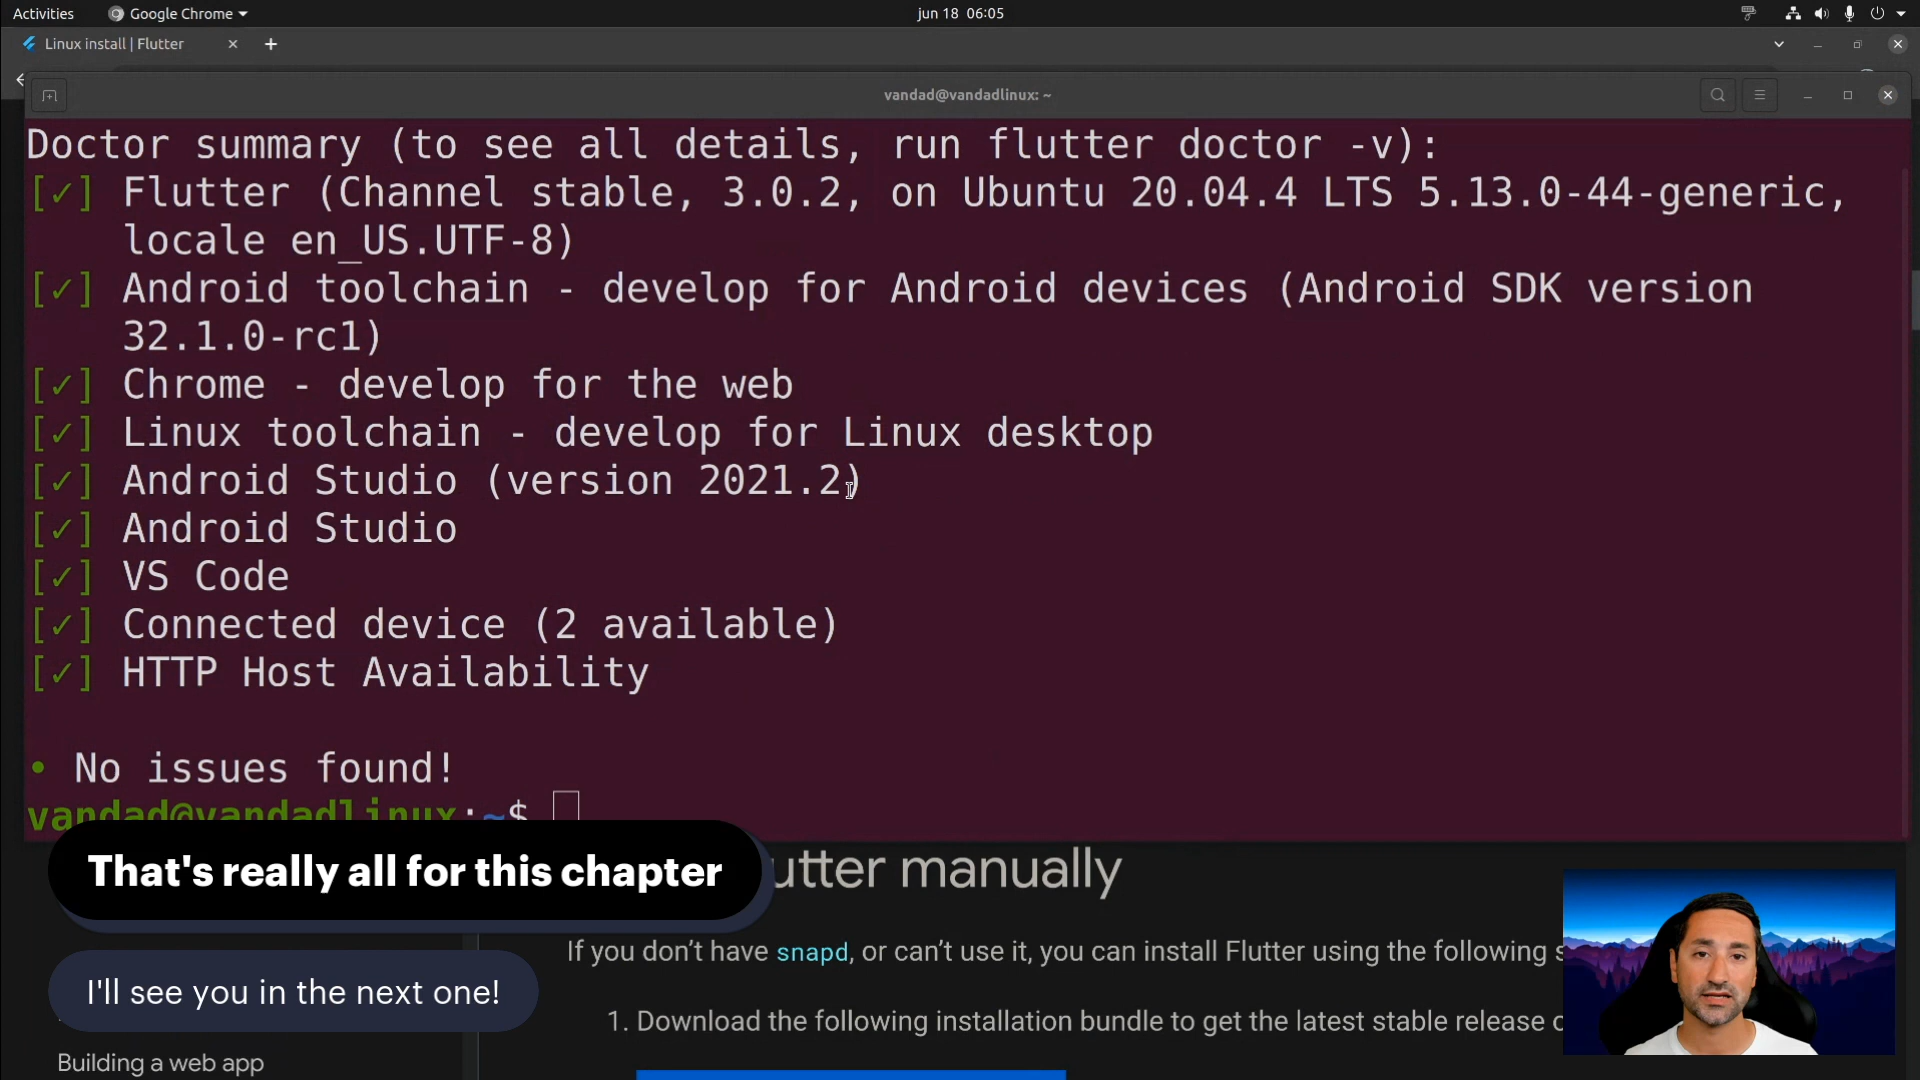 Activities
Google Chrome
jun 18 06:05
Linux install | Flutter
vandad@vandadlinux: ~
Doctor summary (to see all details, run flutter doctor -v):
[✓] Flutter (Channel stable, 3.0.2, on Ubuntu 20.04.4 LTS 5.13.0-44-generic,
locale en_US.UTF-8)
[✓] Android toolchain - develop for Android devices (Android SDK version
32.1.0-rc1)
[✓] Chrome - develop for the web
[✓] Linux toolchain - develop for Linux desktop
[✓] Android Studio (version 2021.2)
[✓] Android Studio
[✓] VS Code
[✓] Connected device (2 available)
[✓] HTTP Host Availability
• No issues found!
vandad@vandadlinux:~$
That's really all for this chapter
utter manually
If you don't have snapd, or can't use it, you can install Flutter using the following s
I'll see you in the next one!
1. Download the following installation bundle to get the latest stable release
Building a web app